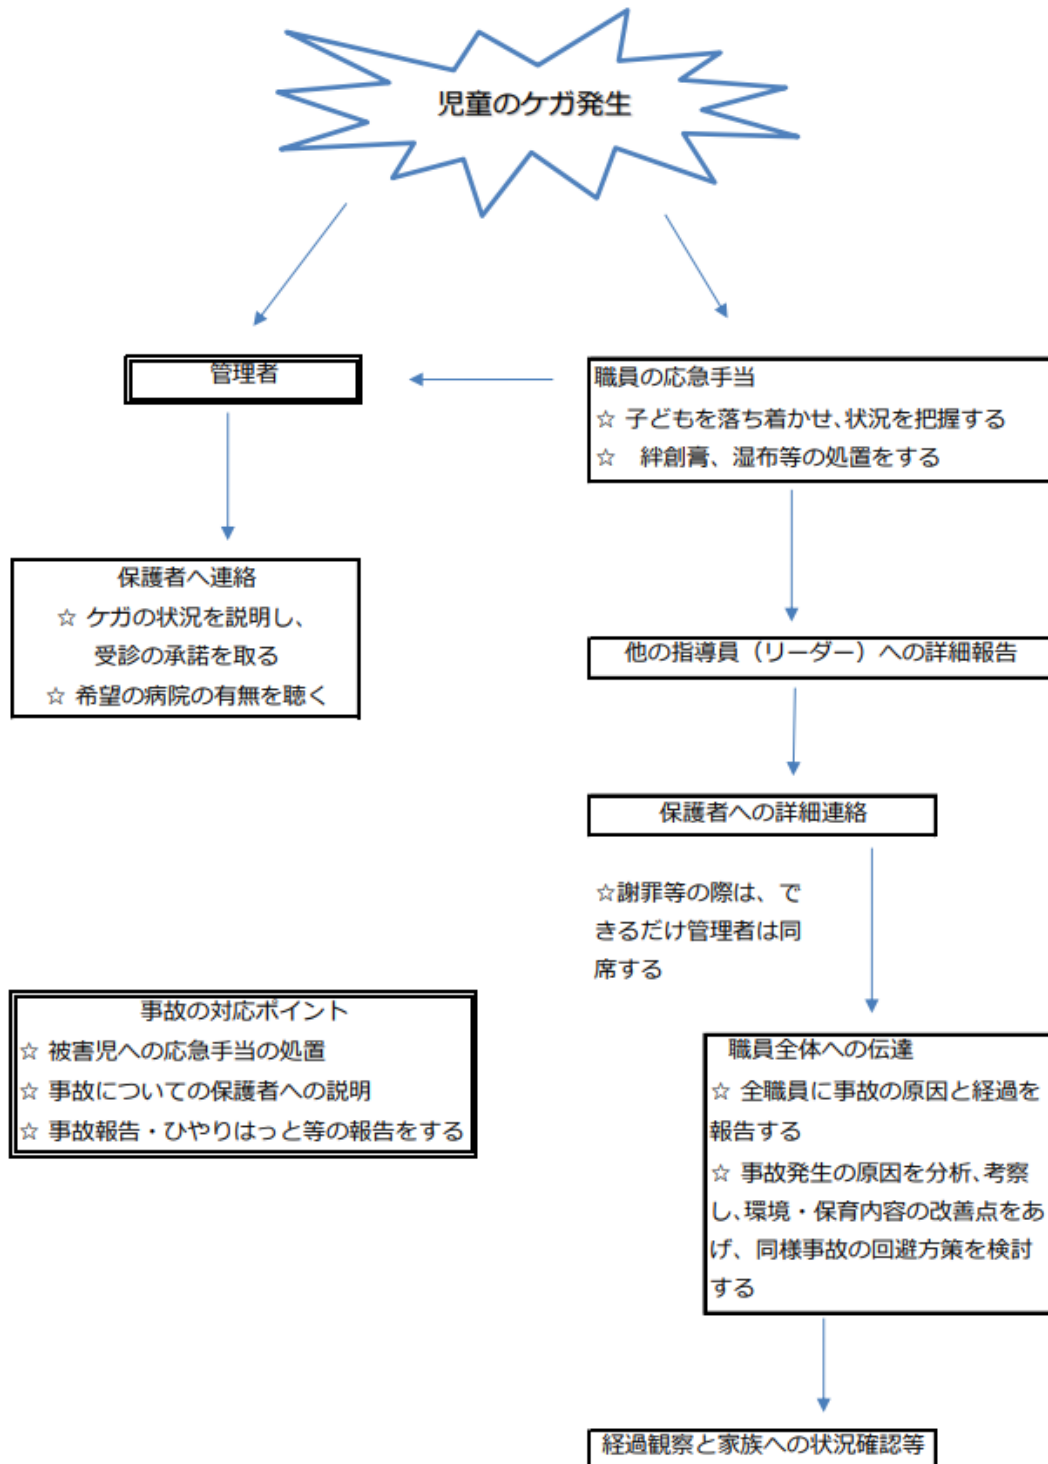 児童のケガ発生
管理者
職員の応急手当
☆ 子どもを落ち着かせ、状況を把握する
☆ 絆創膏、湿布等の処置をする
保護者へ連絡
☆ ケガの状況を説明し、
受診の承諾を取る
☆ 希望の病院の有無を聴く
他の指導員（リーダー）への詳細報告
保護者への詳細連絡
☆謝罪等の際は、で
きるだけ管理者は同
席する
事故の対応ポイント
☆ 被害児への応急手当の処置
☆ 事故についての保護者への説明
☆ 事故報告・ひやりはっと等の報告をする
職員全体への伝達
☆ 全職員に事故の原因と経過を
報告する
☆ 事故発生の原因を分析、考察
し、環境・保育内容の改善点をあ
げ、同様事故の回避方策を検討
する
経過観察と家族への状況確認等